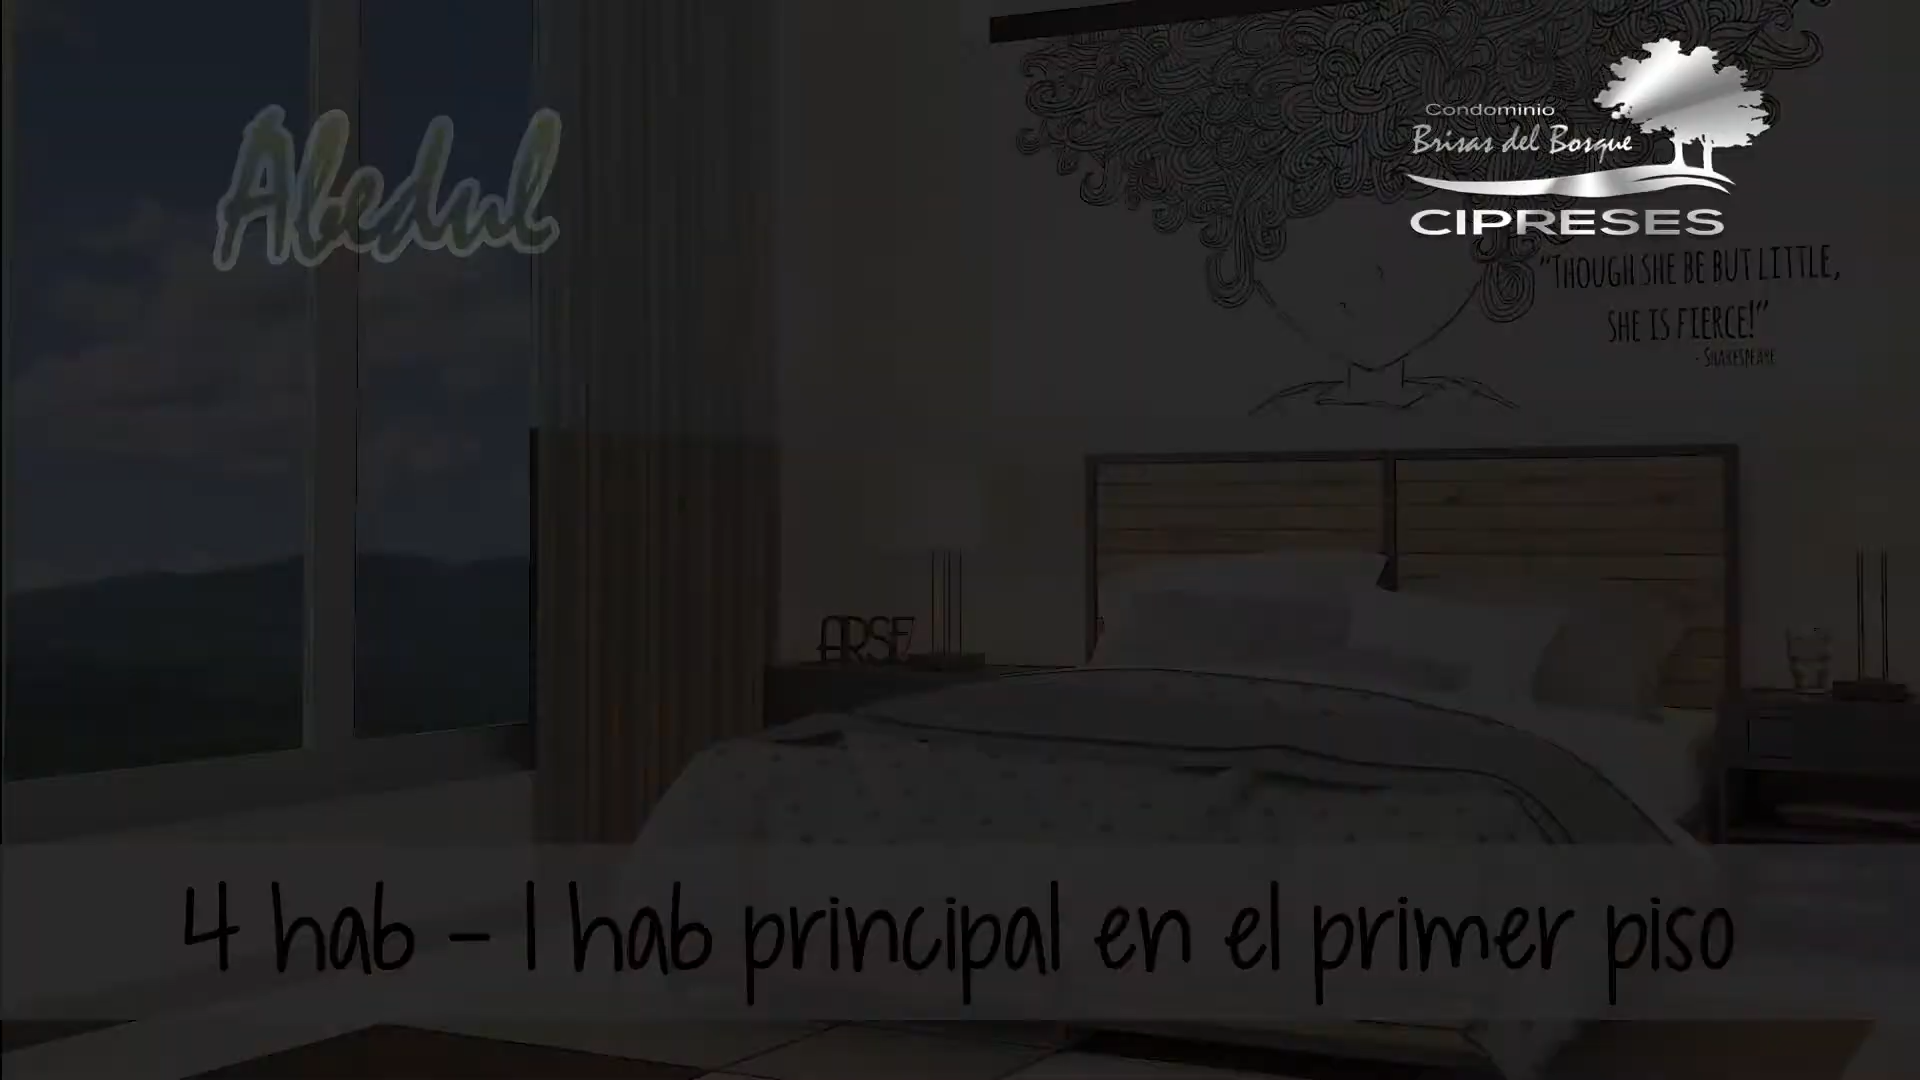 Abedul
Condominio
Brisas del Bosque
CIPRESES
"THOUGH SHE BE BUT LITTLE,
SHE IS FIERCE!"
- SHAKESPEARE
ARSE
4 hab - 1 hab principal en el primer piso